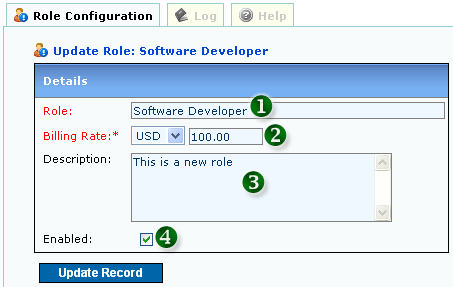 Role Configuration Log Help
Update Role: Software Developer
Details
Role: Software Developer 1
Billing Rate:* USD 100.00 2
Description: This is a new role
3
Enabled: 4
Update Record